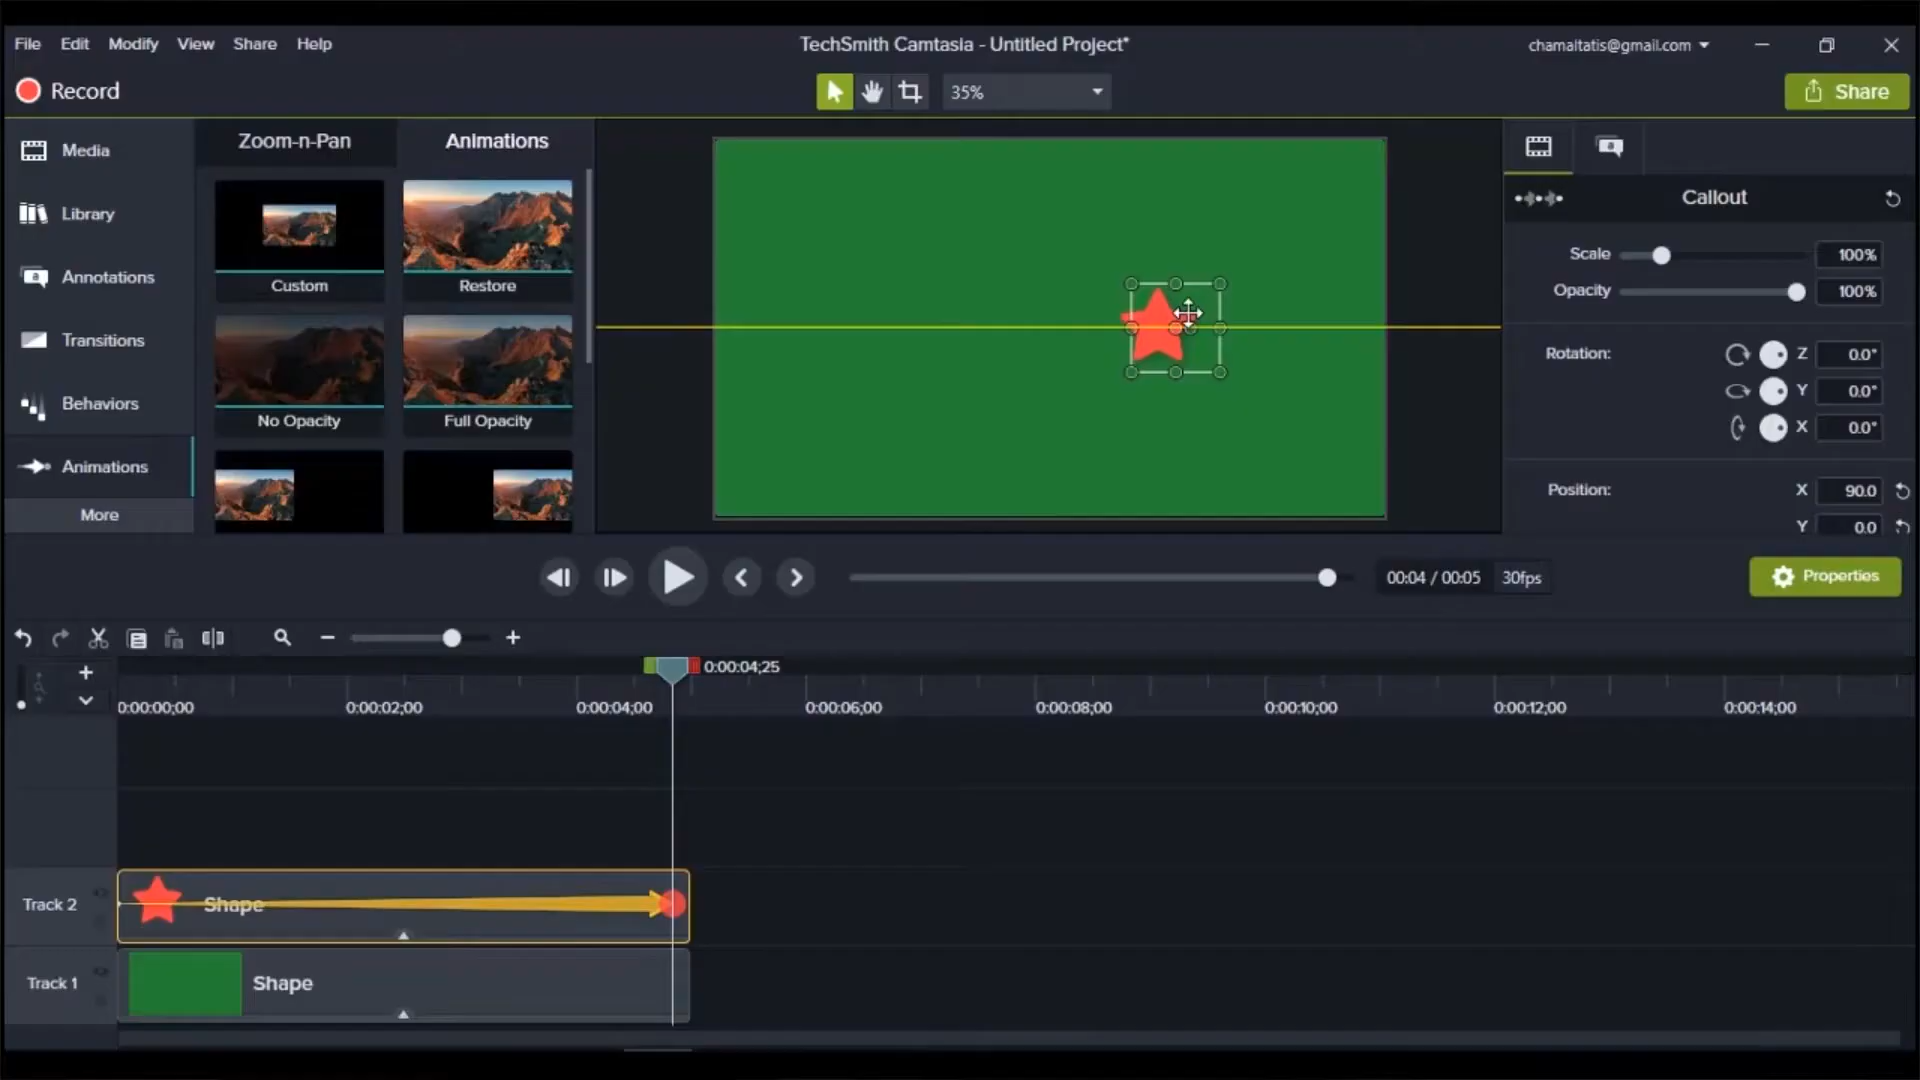 File Edit Modify View Share Help
TechSmith Camtasia - Untitled Project*
chamaitatis@gmail.com
Record
35%
Share
Media
Library
Annotations
Transitions
Behaviors
Animations
More
Zoom-n-Pan
Animations
Custom
Restore
No Opacity
Full Opacity
Callout
Scale 100%
Opacity 100%
Rotation: Z 0.0°
Y 0.0°
X 0.0°
Position: X 90.0
Y 0.0
00:04 / 00:05 30fps
Properties
0:00:04;25
0:00:00;00 0:00:02;00 0:00:04;00 0:00:06;00 0:00:08;00 0:00:10;00 0:00:12;00 0:00:14;00
Track 2
Shape
Track 1
Shape